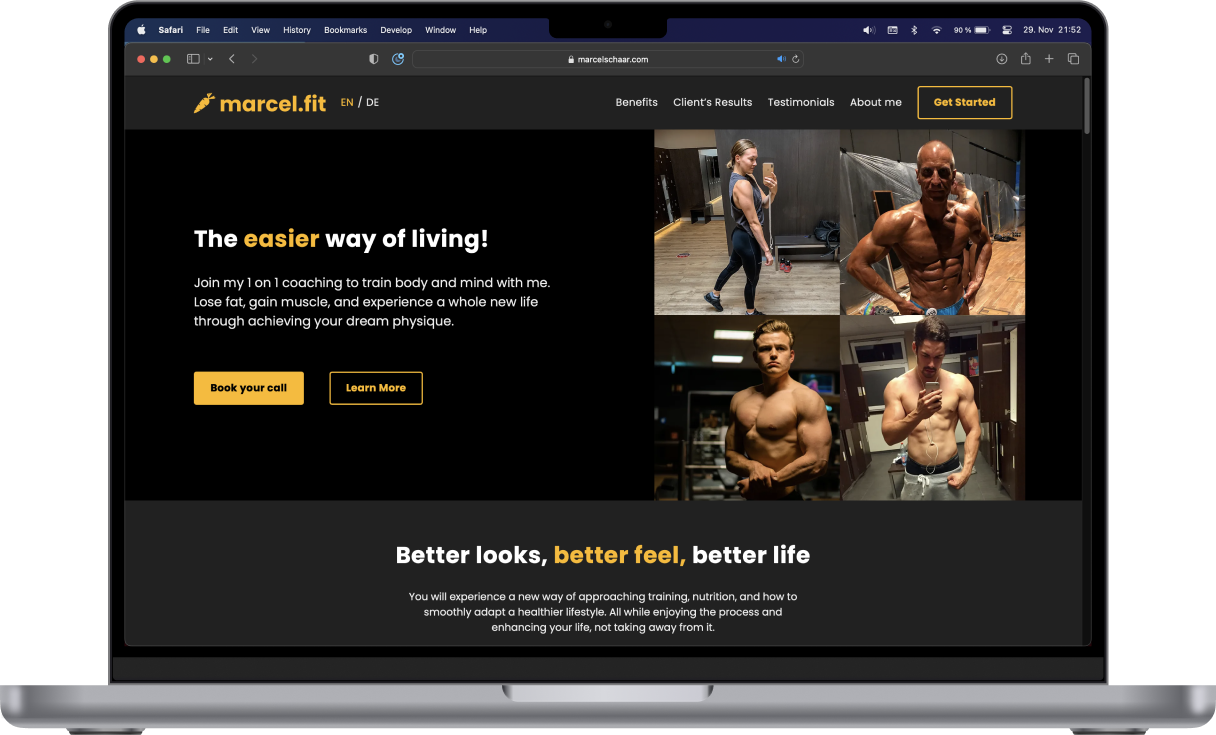 Safari File Edit View History Bookmarks Develop Window Help 90 % 29. Nov 21:52
marcelschaar.com
marcel.fit EN / DE Benefits Client's Results Testimonials About me Get Started
The easier way of living!
Join my 1 on 1 coaching to train body and mind with me.
Lose fat, gain muscle, and experience a whole new life
through achieving your dream physique.
Book your call Learn More
Better looks, better feel, better life
You will experience a new way of approaching training, nutrition, and how to
smoothly adapt a healthier lifestyle. All while enjoying the process and
enhancing your life, not taking away from it.